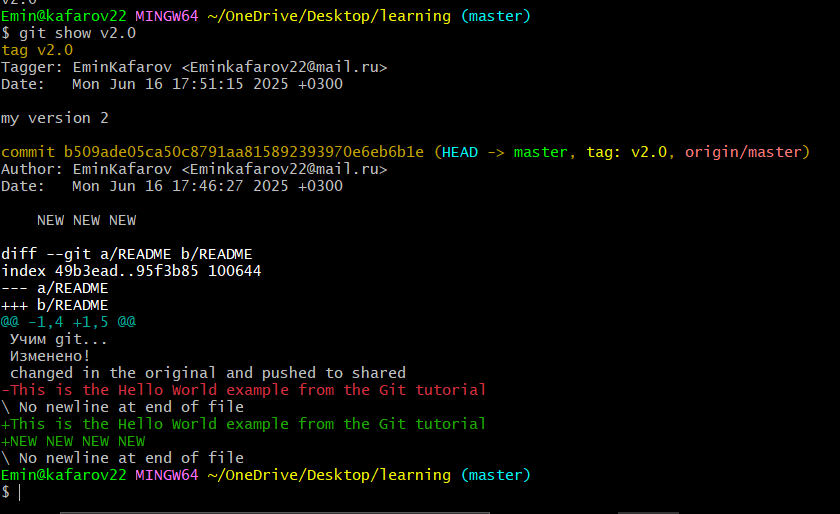 v2.0
Emin@kafarov22 MINGW64 ~/OneDrive/Desktop/learning (master)
$ git show v2.0
tag v2.0
Tagger: EminKafarov <Eminkafarov22@mail.ru>
Date:   Mon Jun 16 17:51:15 2025 +0300

my version 2

commit b509ade05ca50c8791aa815892393970e6eb6b1e (HEAD -> master, tag: v2.0, origin/master)
Author: EminKafarov <Eminkafarov22@mail.ru>
Date:   Mon Jun 16 17:46:27 2025 +0300

    NEW NEW NEW

diff --git a/README b/README
index 49b3ead..95f3b85 100644
--- a/README
+++ b/README
@@ -1,4 +1,5 @@
 Учим git...
 Изменено!
 changed in the original and pushed to shared
-This is the Hello World example from the Git tutorial
\ No newline at end of file
+This is the Hello World example from the Git tutorial
+NEW NEW NEW NEW
\ No newline at end of file
Emin@kafarov22 MINGW64 ~/OneDrive/Desktop/learning (master)
$